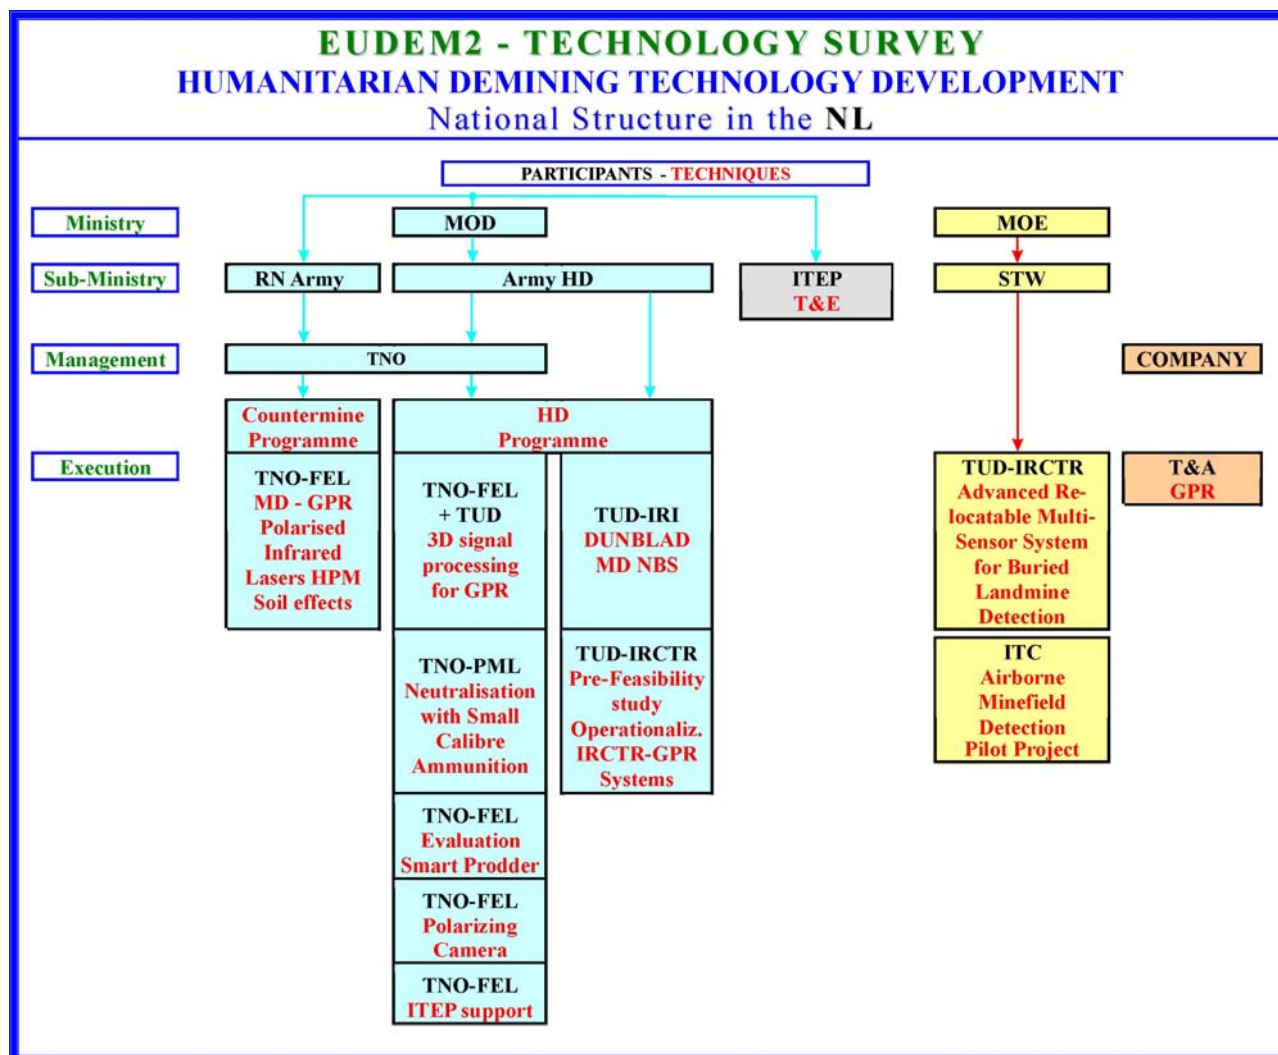 EUDEM2 - TECHNOLOGY SURVEY
HUMANITARIAN DEMINING TECHNOLOGY DEVELOPMENT
National Structure in the NL
PARTICIPANTS - TECHNIQUES
Ministry
MOD
MOE
Sub-Ministry
RN Army
Army HD
ITEP
T&E
STW
Management
TNO
COMPANY
Countermine
Programme
HD
Programme
Execution
TNO-FEL
MD - GPR
Polarised
Infrared
Lasers HPM
Soil effects
TNO-FEL
+ TUD
3D signal
processing
for GPR
TUD-IRI
DUNBLAD
MD NBS
TUD-IRCTR
Advanced Re-
locatable Multi-
Sensor System
for Buried
Landmine
Detection
T&A
GPR
TNO-PML
Neutralisation
with Small
Calibre
Ammunition
TUD-IRCTR
Pre-Feasibility
study
Operationaliz.
IRCTR-GPR
Systems
ITC
Airborne
Minefield
Detection
Pilot Project
TNO-FEL
Evaluation
Smart Prodder
TNO-FEL
Polarizing
Camera
TNO-FEL
ITEP support